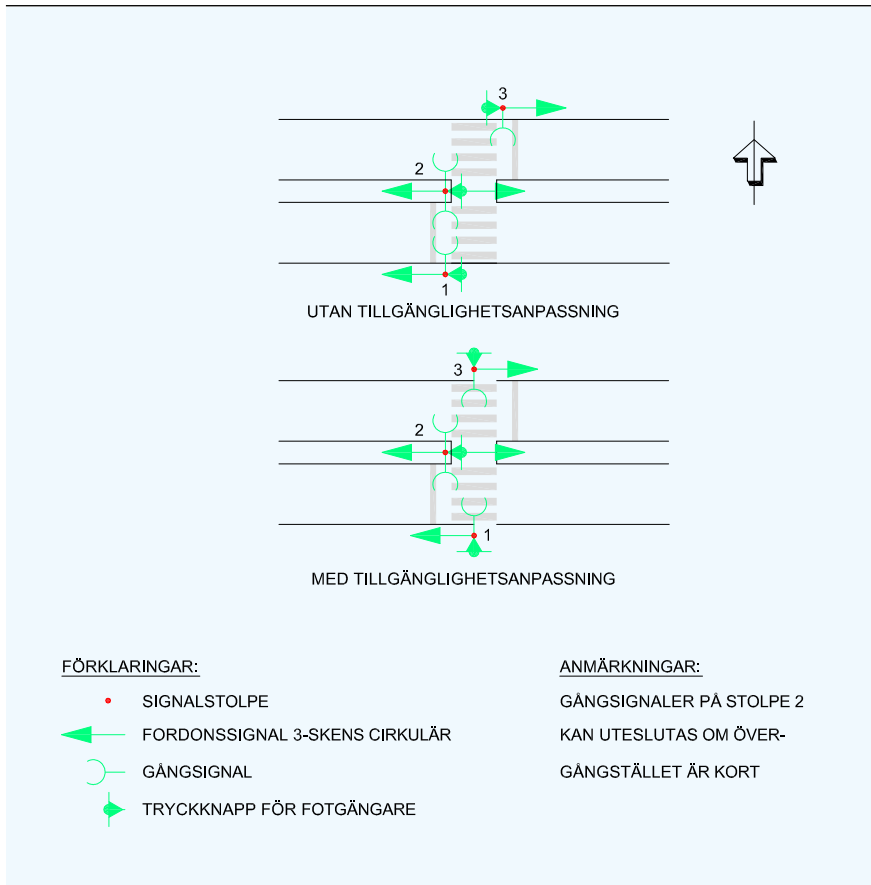 3
2
1
UTAN TILLGÄNGLIGHETSANPASSNING
3
2
1
MED TILLGÄNGLIGHETSANPASSNING
FÖRKLARINGAR:
SIGNALSTOLPE
FORDONSSIGNAL 3-SKENS CIRKULÄR
GÅNGSIGNAL
TRYCKKNAPP FÖR FOTGÄNGARE
ANMÄRKNINGAR:
GÅNGSIGNALER PÅ STOLPE 2
KAN UTESLUTAS OM ÖVER-
GÅNGSTÄLLET ÄR KORT